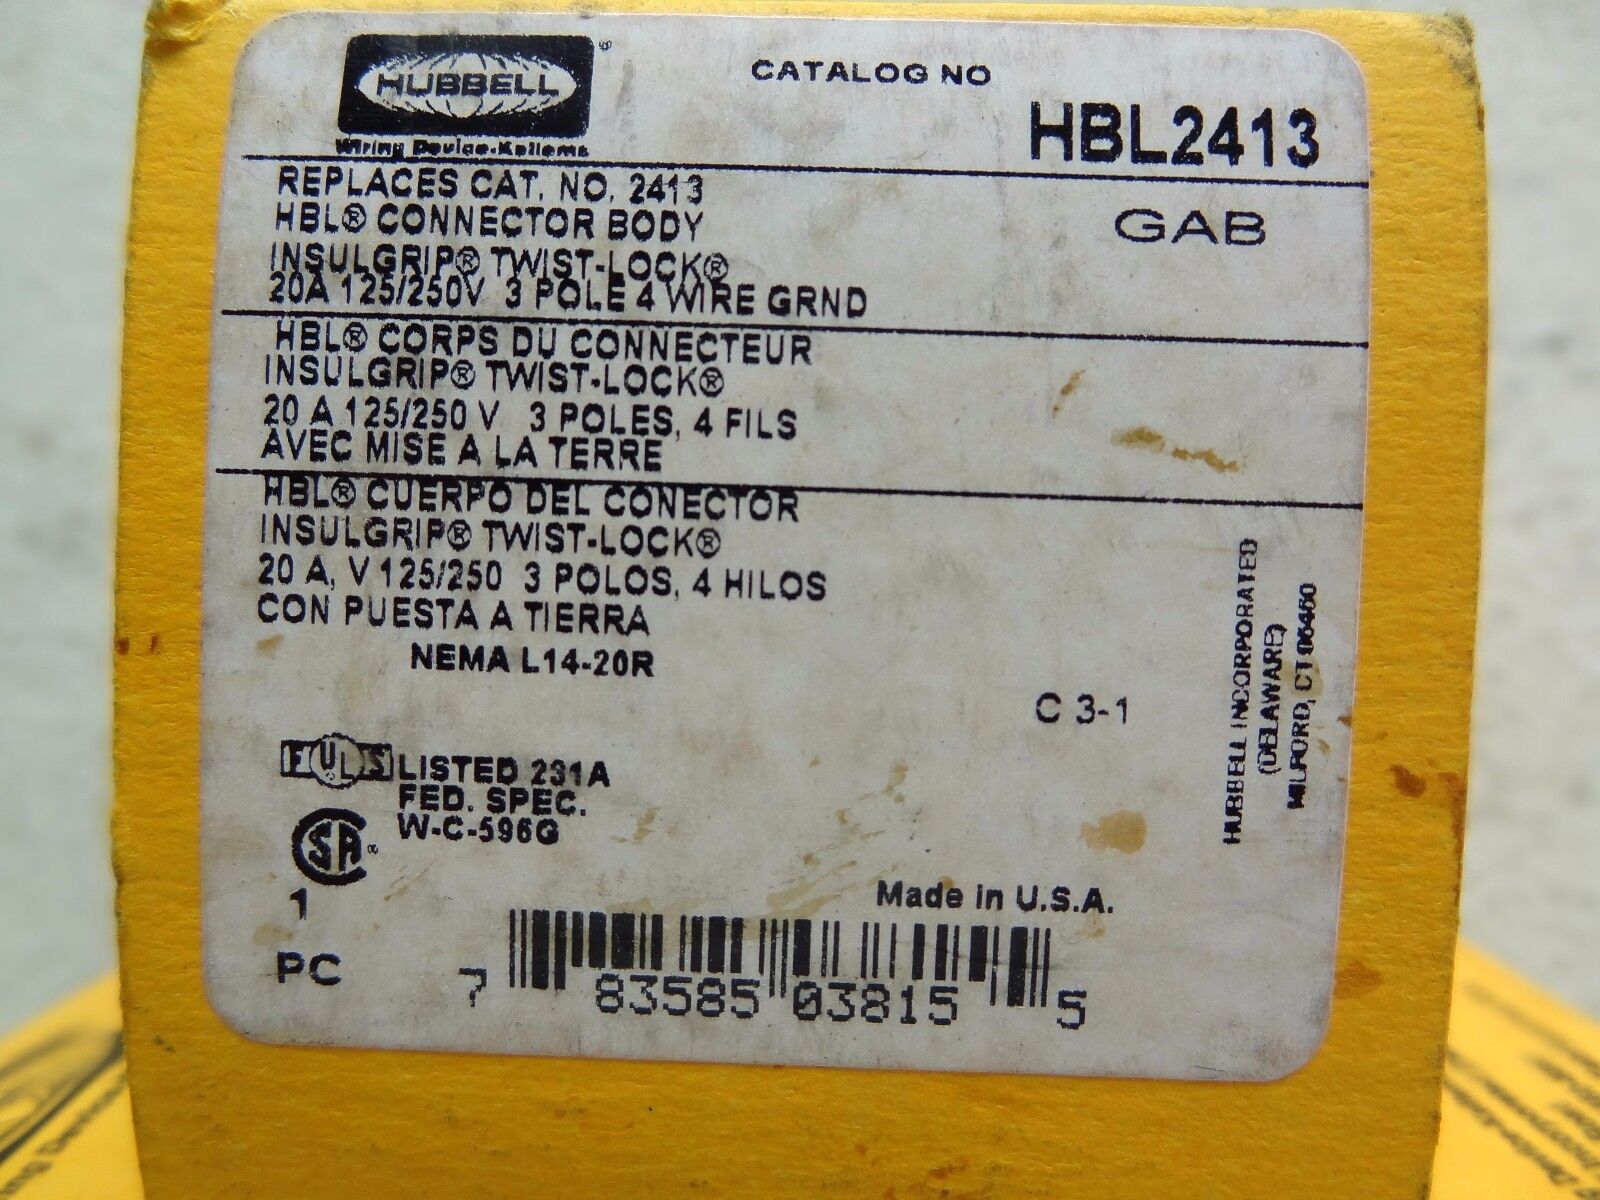 HUBBELL
Wiring Device-Kellems
CATALOG NO
HBL2413
REPLACES CAT. NO. 2413
HBL® CONNECTOR BODY
INSULGRIP® TWIST-LOCK®
20A 125/250V 3 POLE 4 WIRE GRND
GAB
HBL® CORPS DU CONNECTEUR
INSULGRIP® TWIST-LOCK®
20 A 125/250 V 3 POLES, 4 FILS
AVEC MISE A LA TERRE
HBL® CUERPO DEL CONECTOR
INSULGRIP® TWIST-LOCK®
20 A, V 125/250 3 POLOS, 4 HILOS
CON PUESTA A TIERRA
NEMA L14-20R
C 3-1
HUBBELL INCORPORATED
(DELAWARE)
MILFORD, CT 06460
F UL S LISTED 231A
FED. SPEC.
W-C-596G
SA ®
1
PC
Made in U.S.A.
7 83585 03815 5